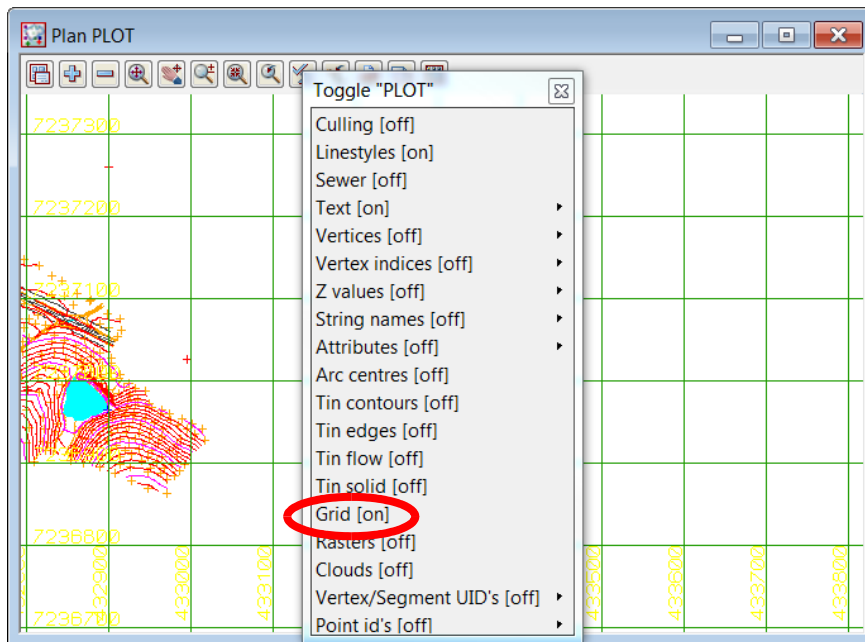 Plan PLOT
Toggle "PLOT"
Culling [off]
Linestyles [on]
Sewer [off]
Text [on]
Vertices [off]
Vertex indices [off]
Z values [off]
String names [off]
Attributes [off]
Arc centres [off]
Tin contours [off]
Tin edges [off]
Tin flow [off]
Tin solid [off]
Grid [on]
Rasters [off]
Clouds [off]
Vertex/Segment UID's [off]
Point id's [off]
7237300
7237200
7237100
7236800
7236700
432900
433000
433100
433500
433600
433700
433800